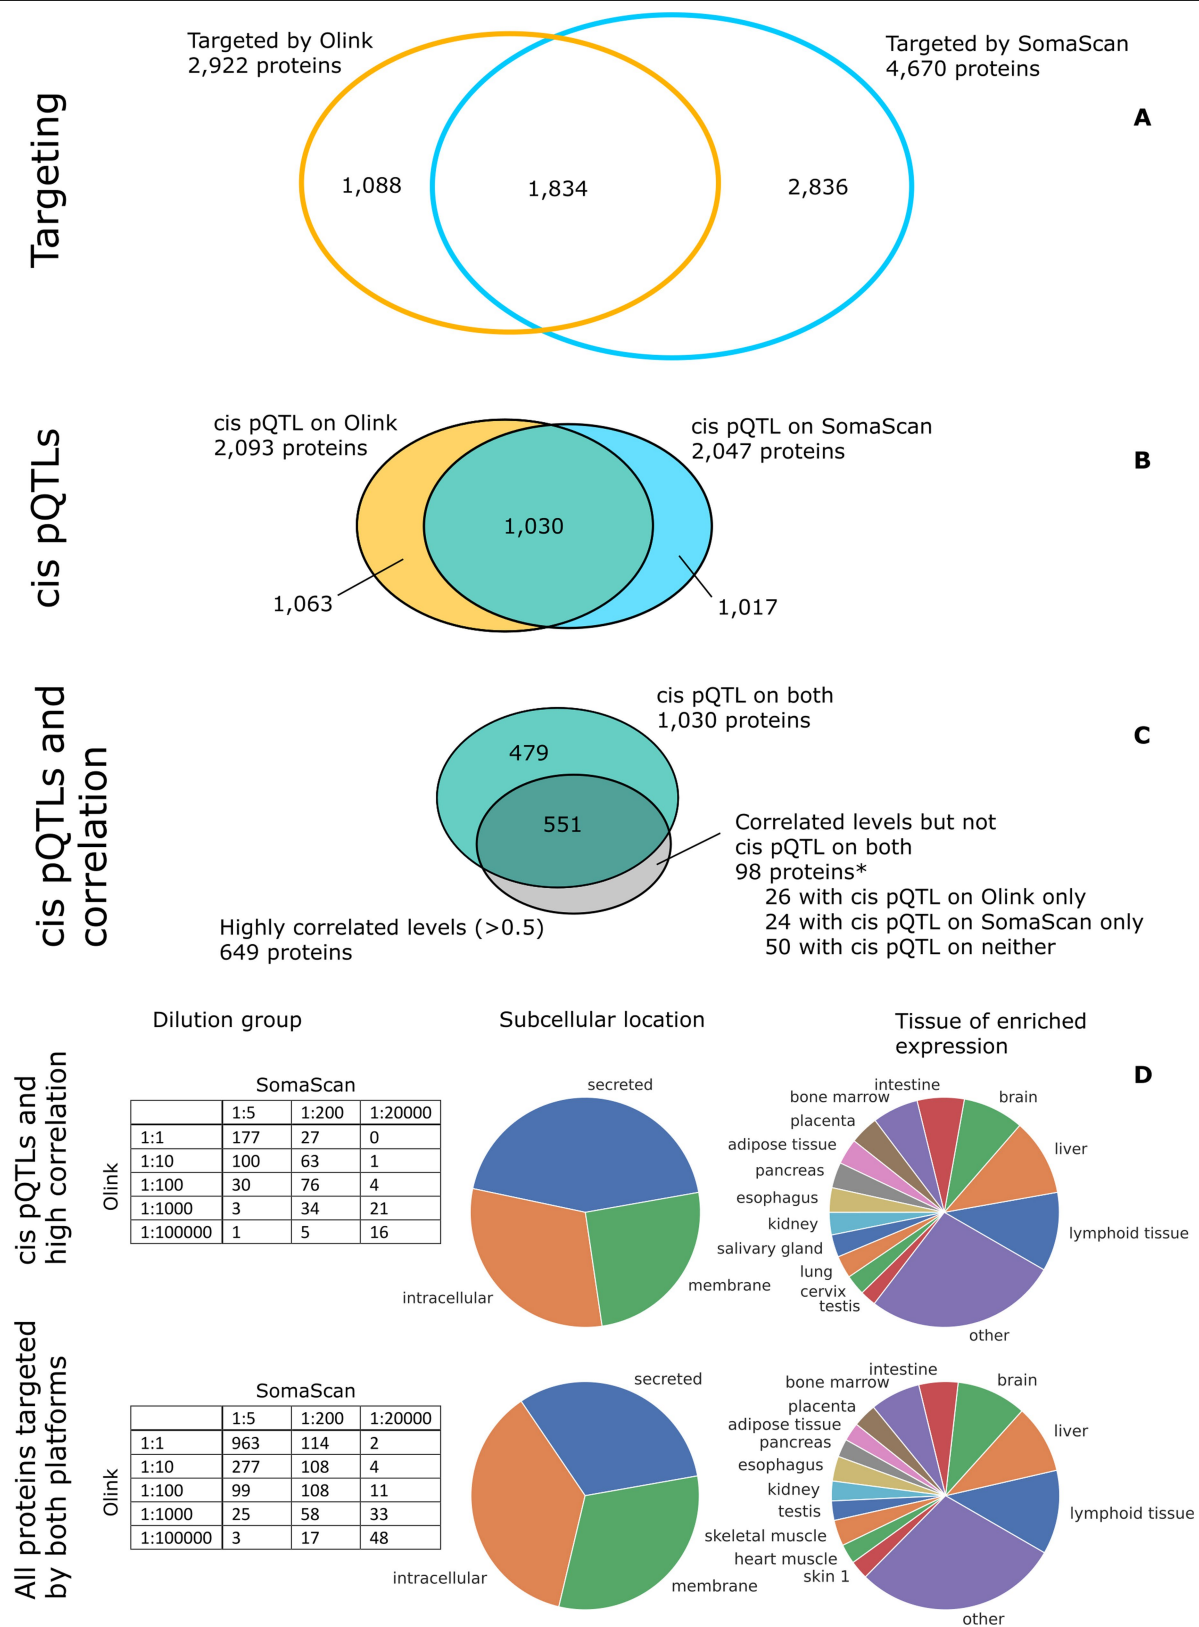 Targeting
Targeted by Olink
2,922 proteins
Targeted by SomaScan
4,670 proteins
A
1,088
1,834
2,836
cis pQTLs
cis pQTL on Olink
2,093 proteins
cis pQTL on SomaScan
2,047 proteins
B
1,030
1,063
1,017
cis pQTLs and
correlation
cis pQTL on both
1,030 proteins
C
479
551
Correlated levels but not
cis pQTL on both
98 proteins*
26 with cis pQTL on Olink only
24 with cis pQTL on SomaScan only
50 with cis pQTL on neither
Highly correlated levels (>0.5)
649 proteins
Dilution group
Subcellular location
Tissue of enriched
expression
D
cis pQTLs and
high correlation
SomaScan
Olink
1:5 1:200 1:20000
1:1 177 27 0
1:10 100 63 1
1:100 30 76 4
1:1000 3 34 21
1:100000 1 5 16
secreted
intracellular
membrane
intestine
bone marrow
placenta
adipose tissue
pancreas
esophagus
kidney
salivary gland
lung
cervix
testis
other
lymphoid tissue
liver
brain
All proteins targeted
by both platforms
SomaScan
Olink
1:5 1:200 1:20000
1:1 963 114 2
1:10 277 108 4
1:100 99 108 11
1:1000 25 58 33
1:100000 3 17 48
secreted
intracellular
membrane
intestine
bone marrow
placenta
adipose tissue
pancreas
esophagus
kidney
testis
skeletal muscle
heart muscle
skin 1
other
lymphoid tissue
liver
brain